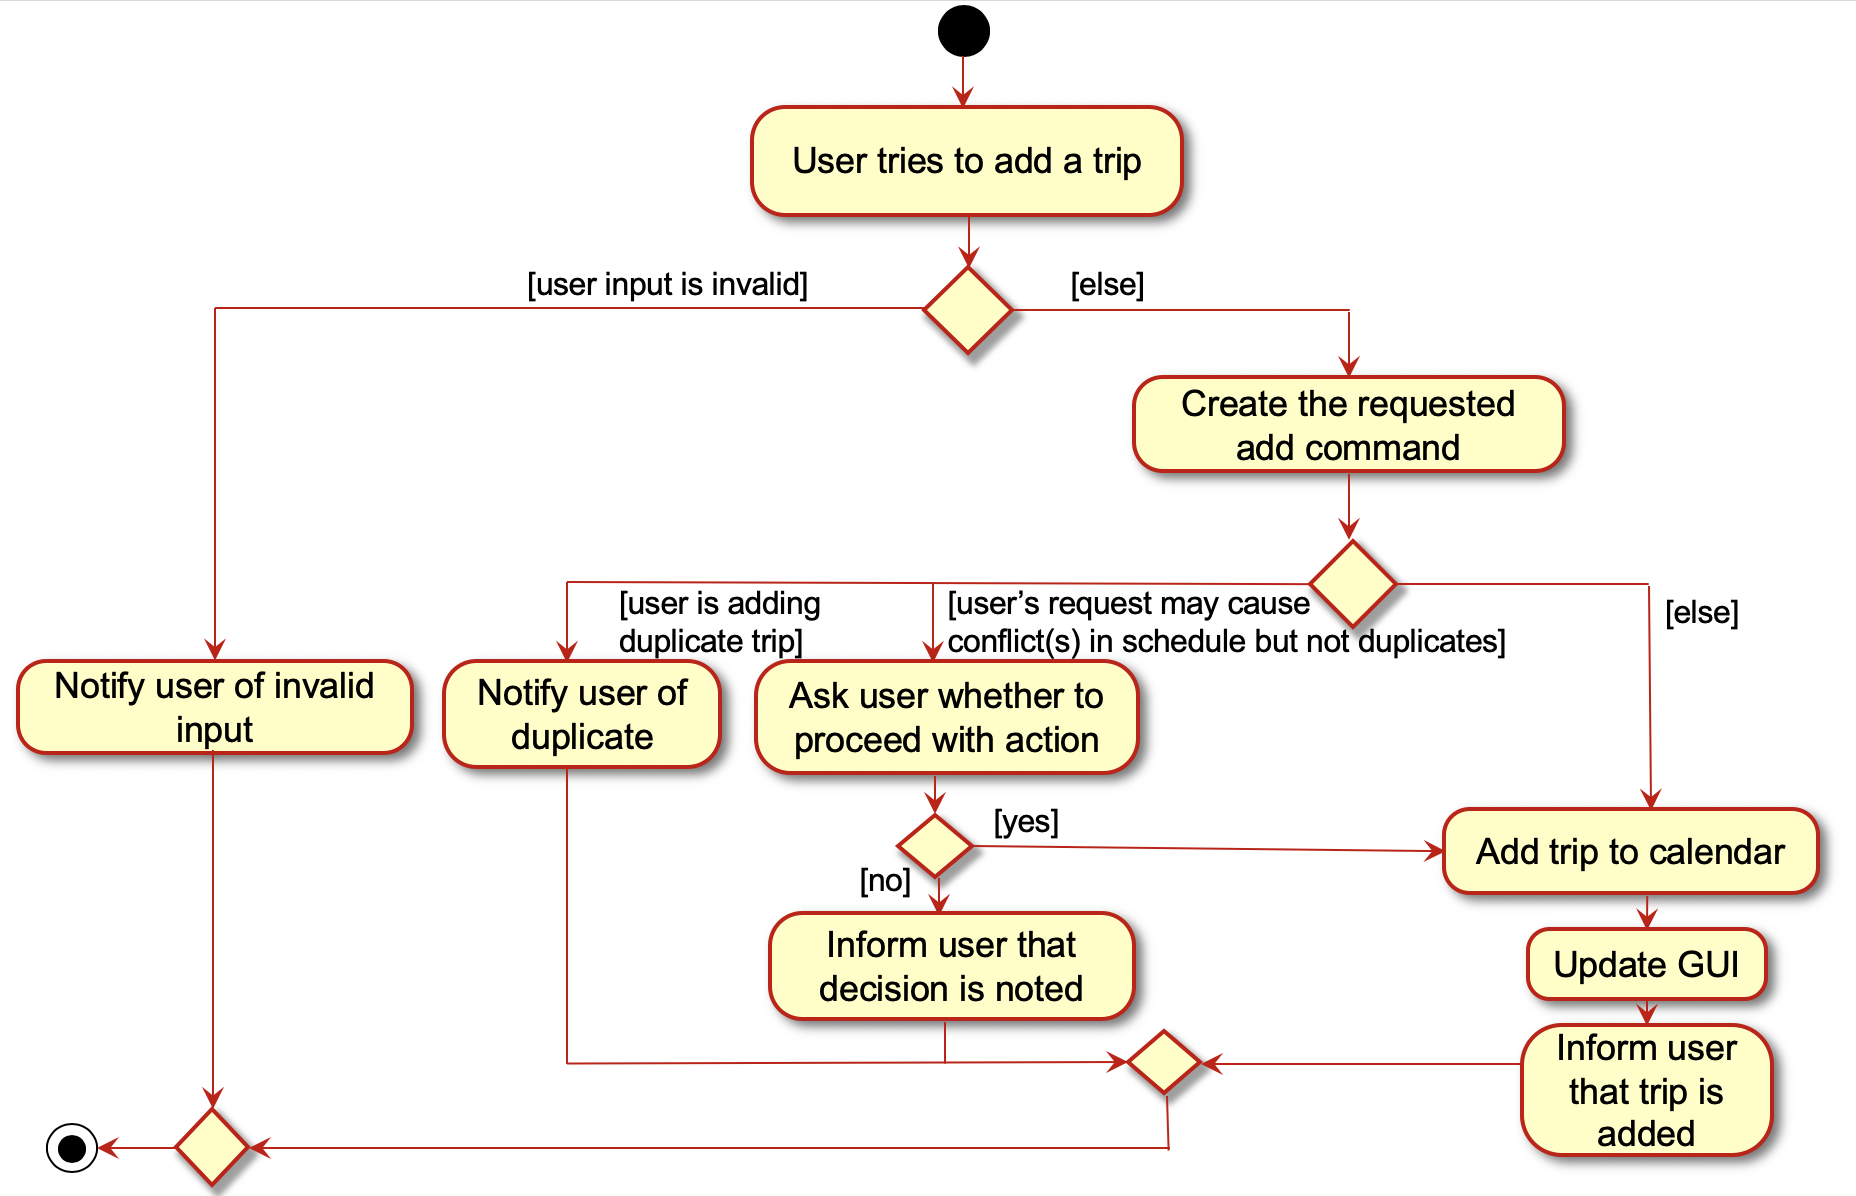 User tries to add a trip
[user input is invalid]
[else]
Create the requested
add command
[user is adding
duplicate trip]
[user’s request may cause
conflict(s) in schedule but not duplicates]
[else]
Notify user of invalid
input
Notify user of
duplicate
Ask user whether to
proceed with action
[yes]
[no]
Add trip to calendar
Inform user that
decision is noted
Update GUI
Inform user
that trip is
added